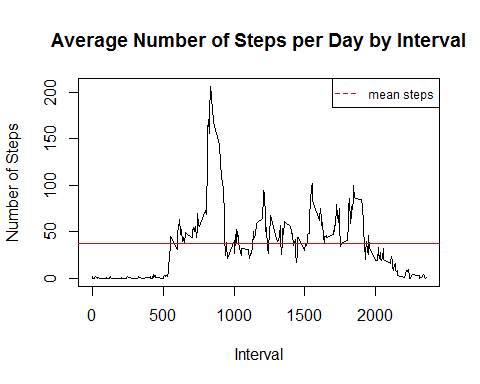 Average Number of Steps per Day by Interval
mean steps
Number of Steps
200
150
100
50
0
0 500 1000 1500 2000
Interval